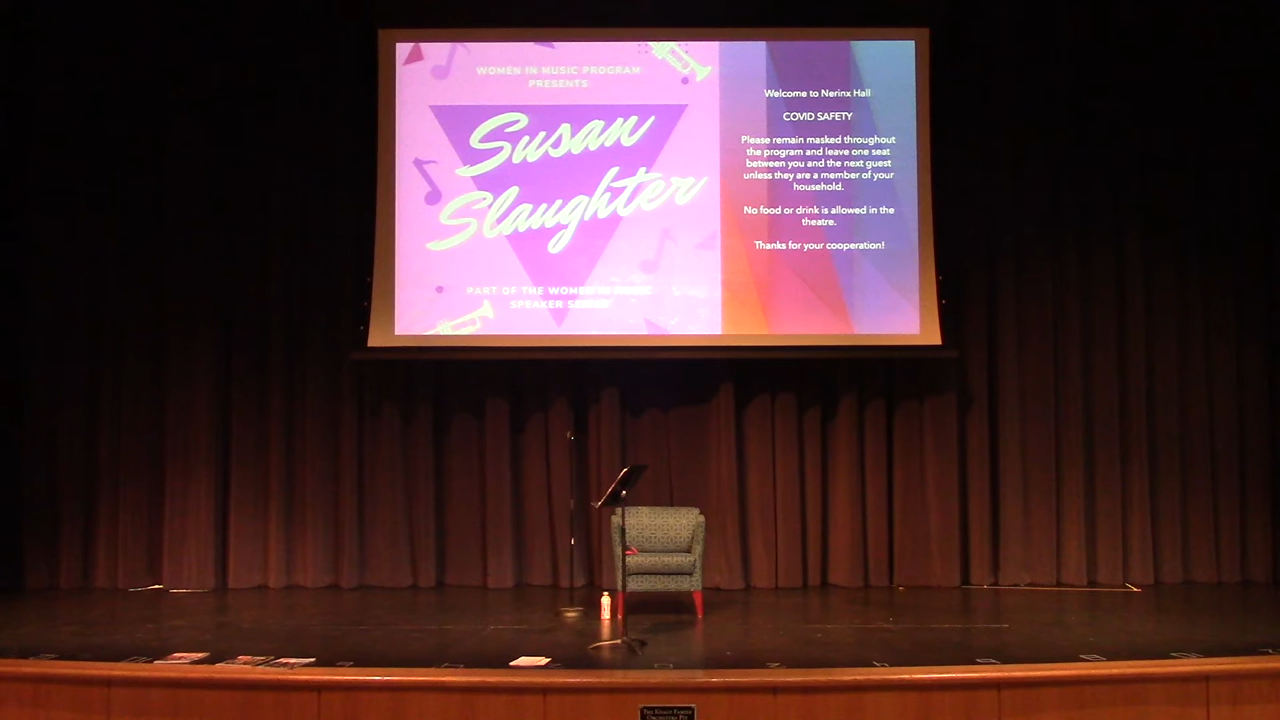 WOMEN IN MUSIC PROGRAM
PRESENTS
Susan
Slaughter
PART OF THE WOMEN IN MUSIC
SPEAKER SERIES
Welcome to Nerinx Hall
COVID SAFETY
Please remain masked throughout
the program and leave one seat
between you and the next guest
unless they are a member of your
household.
No food or drink is allowed in the
theatre.
Thanks for your cooperation!